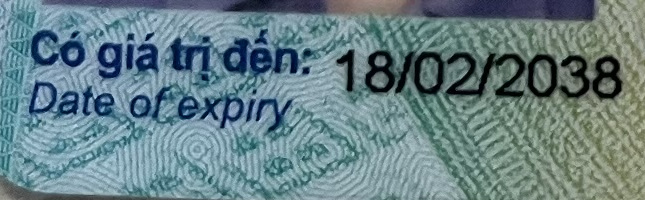 Có giá trị đến: 18/02/2038
Date of expiry